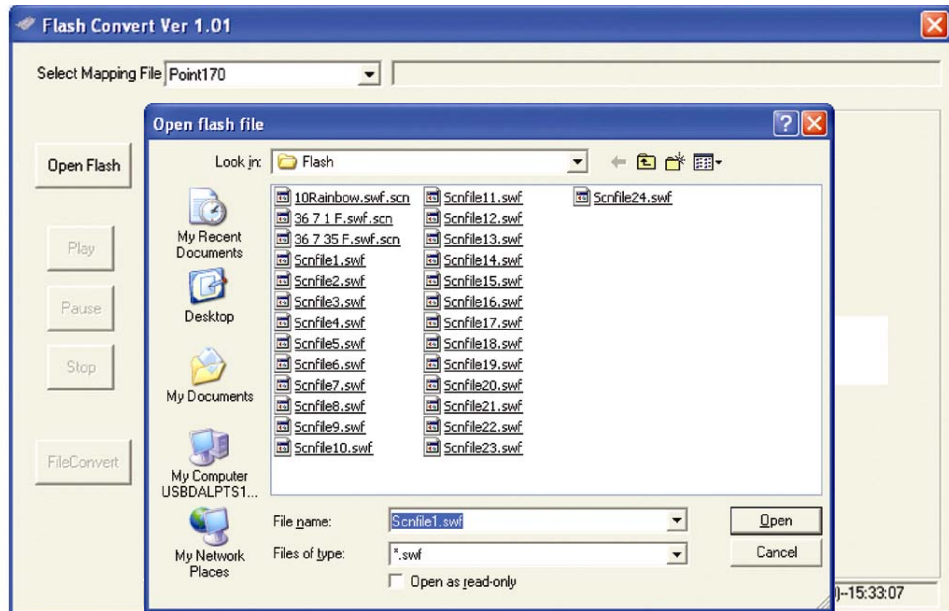 Flash Convert Ver 1.01
Select Mapping File Point170
Open Flash
Play
Pause
Stop
FileConvert
Open flash file
Look in: Flash
My Recent
Documents
Desktop
My Documents
My Computer
USBDALPTS1...
My Network
Places
10Rainbow.swf.scn
36 7 1 F.swf.scn
36 7 35 F.swf.scn
Scnfile1.swf
Scnfile2.swf
Scnfile3.swf
Scnfile4.swf
Scnfile5.swf
Scnfile6.swf
Scnfile7.swf
Scnfile8.swf
Scnfile9.swf
Scnfile10.swf
Scnfile11.swf
Scnfile12.swf
Scnfile13.swf
Scnfile14.swf
Scnfile15.swf
Scnfile16.swf
Scnfile17.swf
Scnfile18.swf
Scnfile19.swf
Scnfile20.swf
Scnfile21.swf
Scnfile22.swf
Scnfile23.swf
Scnfile24.swf
File name: Scnfile1.swf
Open
Files of type: *.swf
Cancel
Open as read-only
)--15:33:07